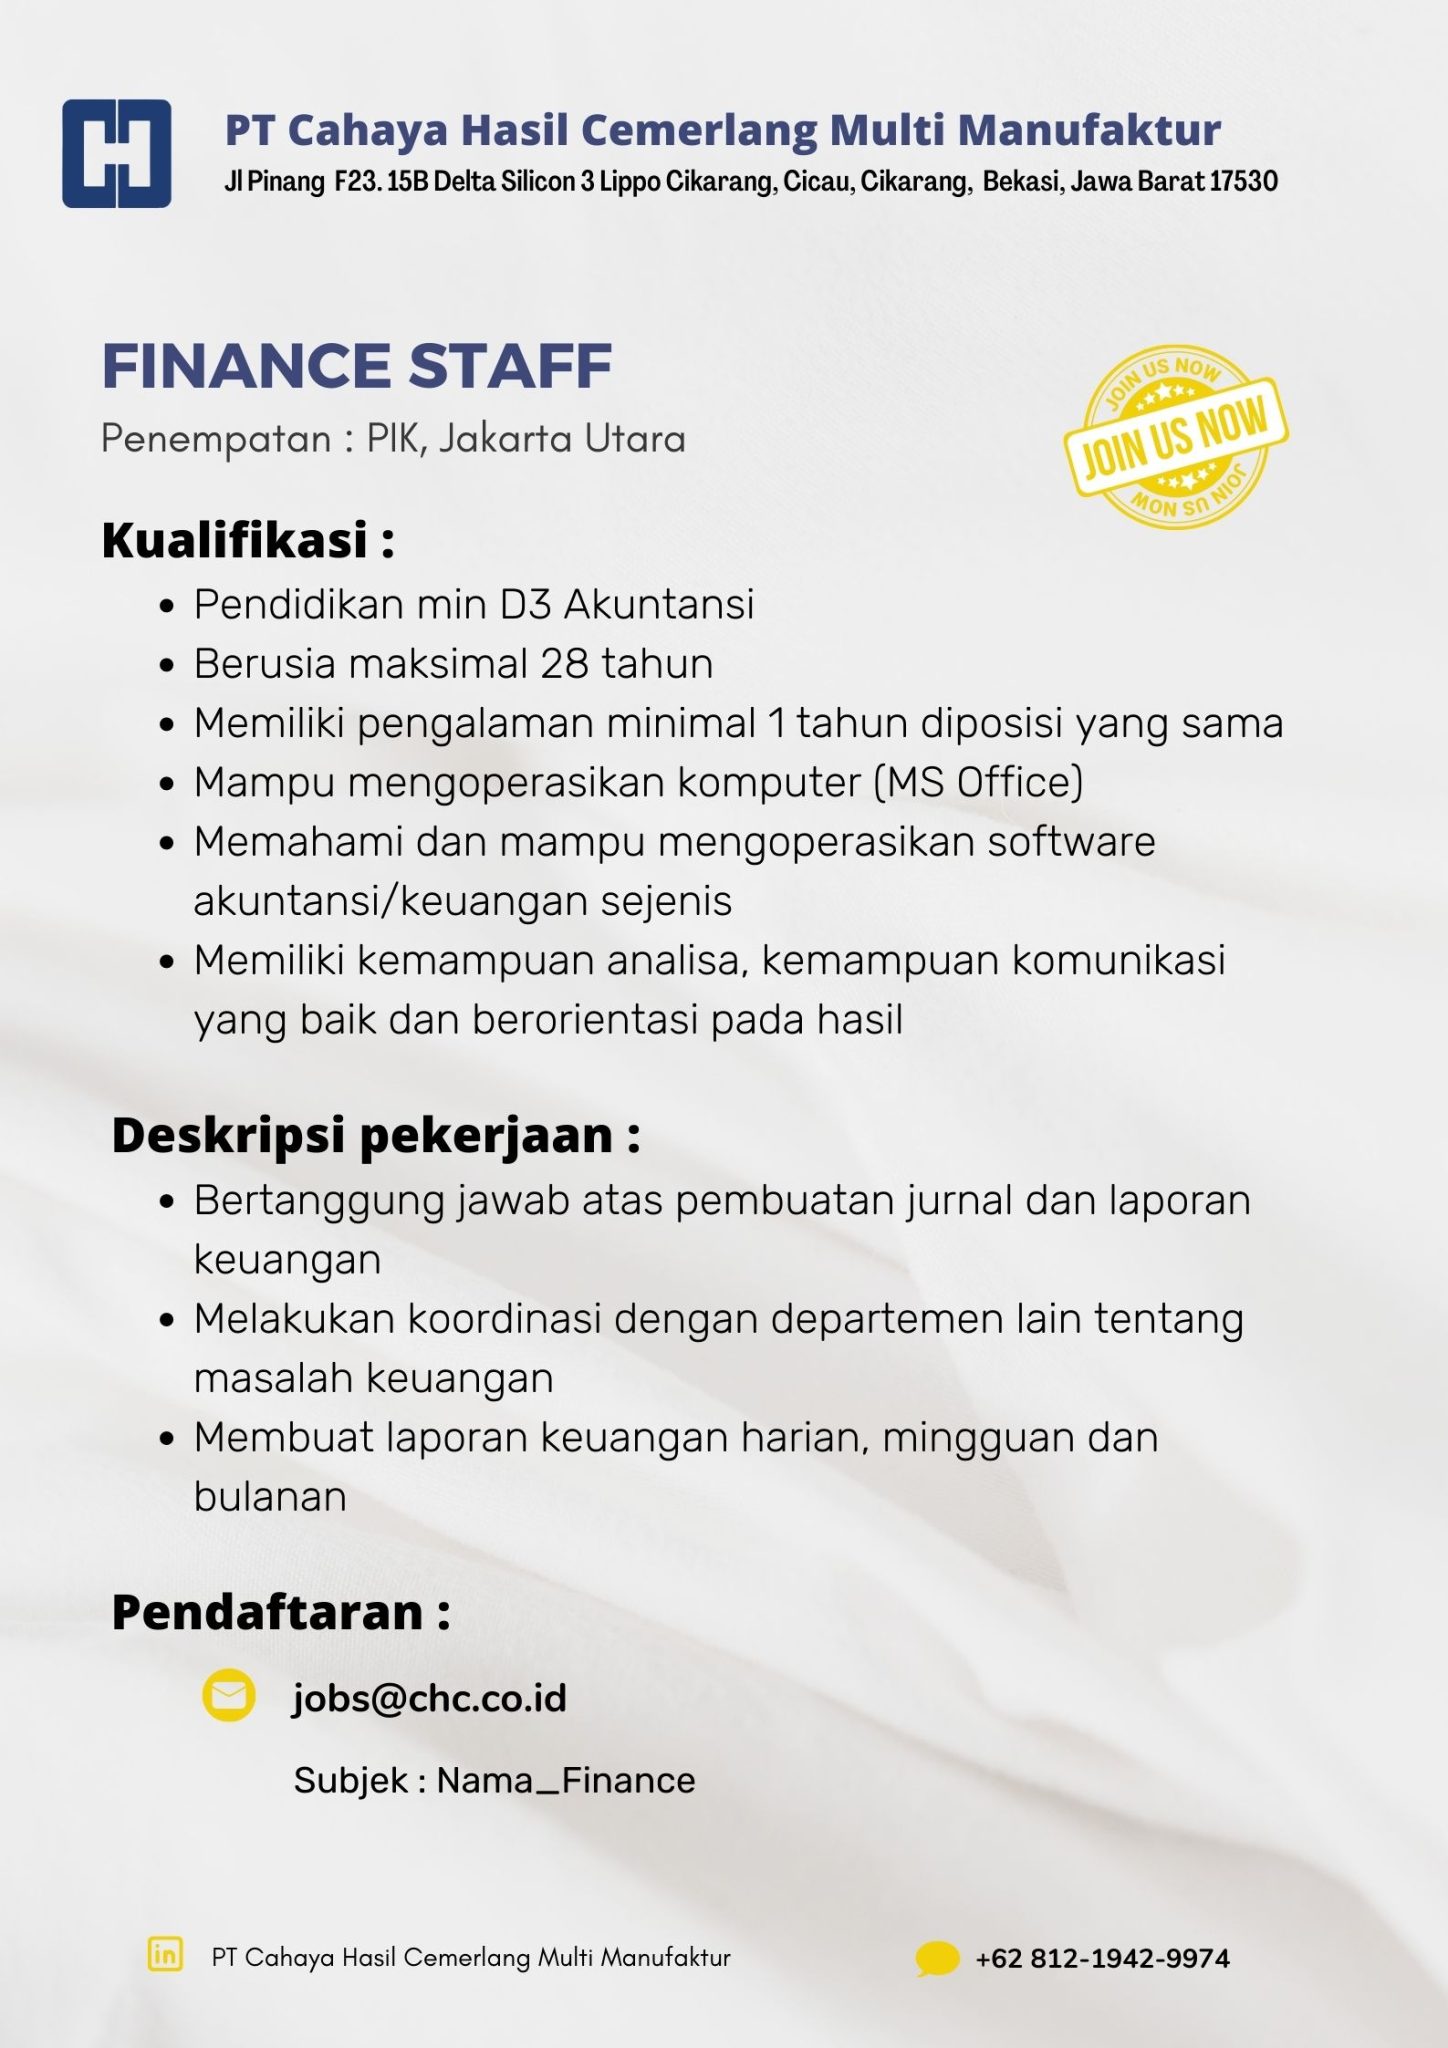 PT Cahaya Hasil Cemerlang Multi Manufaktur
Jl Pinang F23. 15B Delta Silicon 3 Lippo Cikarang, Cicau, Cikarang, Bekasi, Jawa Barat 17530
FINANCE STAFF
Penempatan : PIK, Jakarta Utara
JOIN US NOW
JOIN US NOW
JOIN US NOW
Kualifikasi :
• Pendidikan min D3 Akuntansi
• Berusia maksimal 28 tahun
• Memiliki pengalaman minimal 1 tahun diposisi yang sama
• Mampu mengoperasikan komputer (MS Office)
• Memahami dan mampu mengoperasikan software
akuntansi/keuangan sejenis
• Memiliki kemampuan analisa, kemampuan komunikasi
yang baik dan berorientasi pada hasil
Deskripsi pekerjaan :
• Bertanggung jawab atas pembuatan jurnal dan laporan
keuangan
• Melakukan koordinasi dengan departemen lain tentang
masalah keuangan
• Membuat laporan keuangan harian, mingguan dan
bulanan
Pendaftaran :
jobs@chc.co.id
Subjek : Nama_Finance
in PT Cahaya Hasil Cemerlang Multi Manufaktur
+62 812-1942-9974